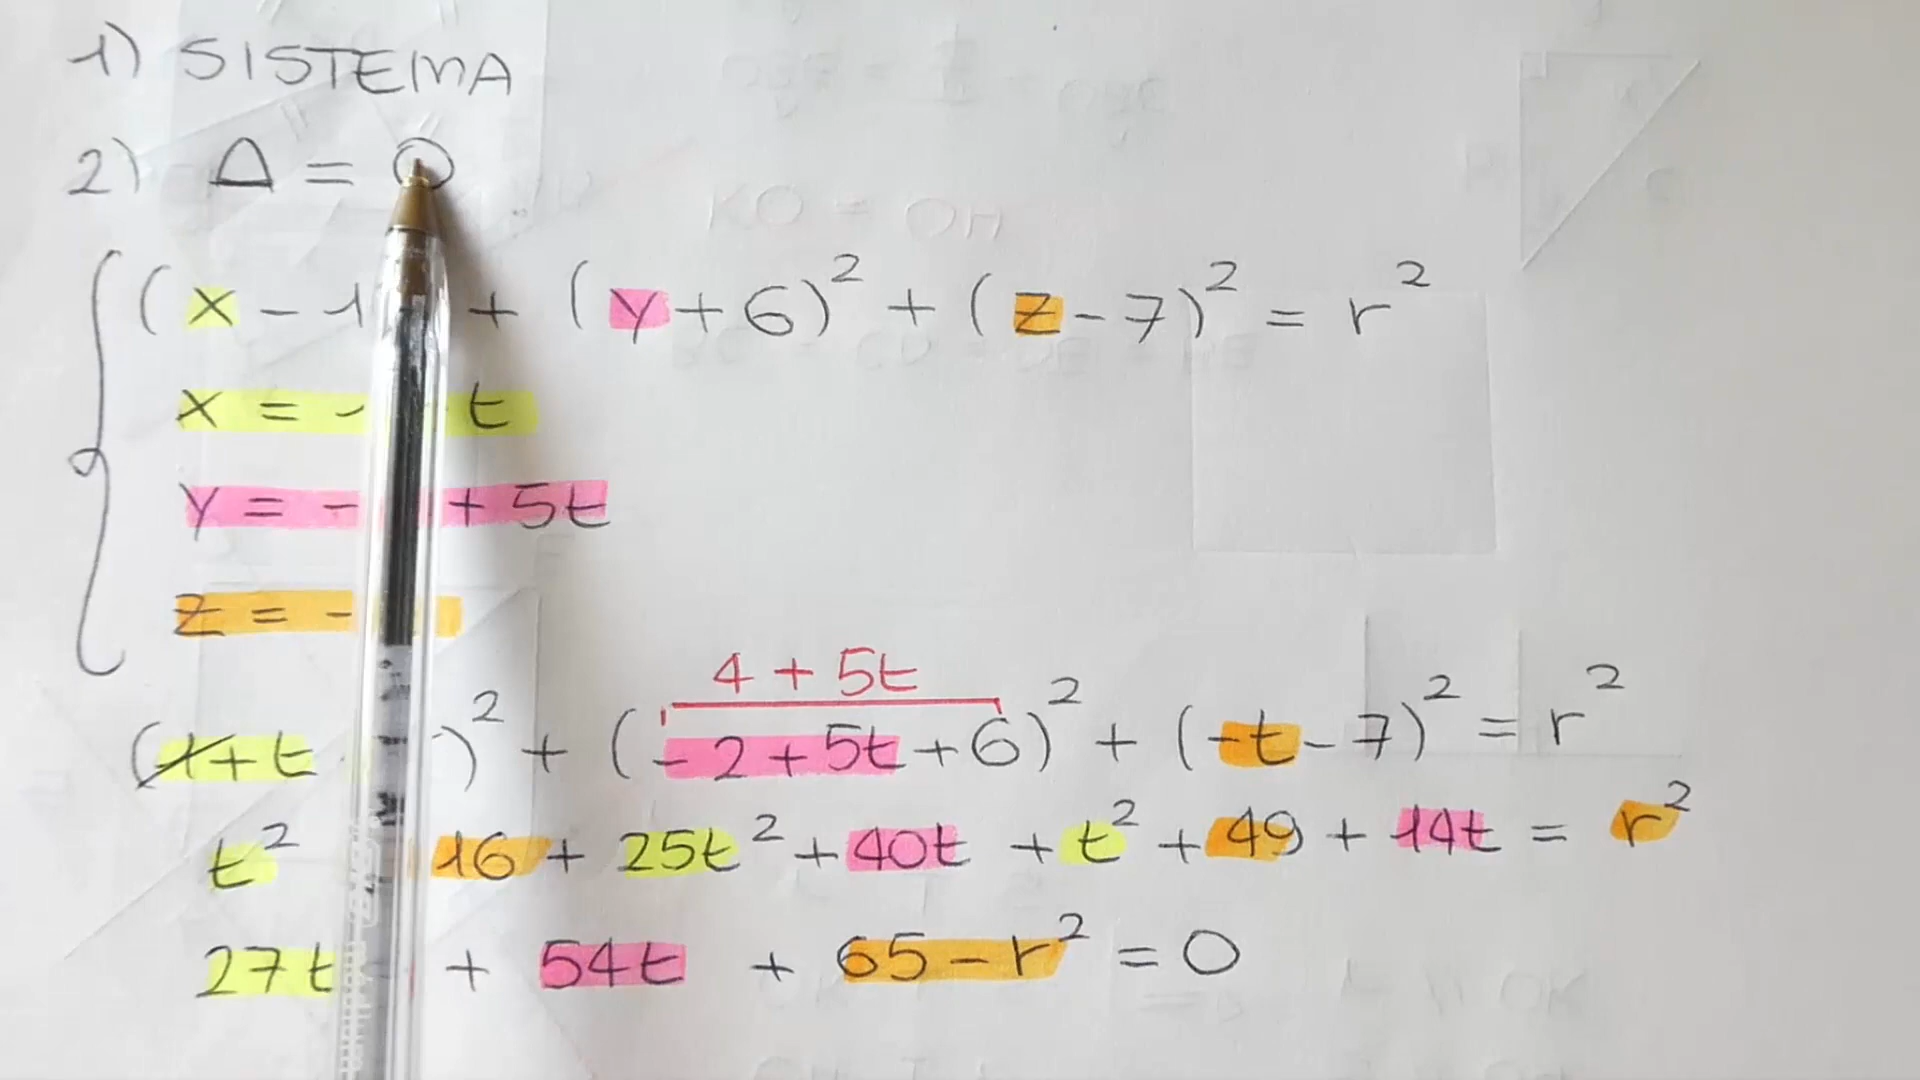 1) SISTEMA
2) Δ = 0
(x - 1 + (y + 6)² + (z - 7)² = r²
x = t
y = - + 5t
z = -
4 + 5t
(1 + t )² + (-2 + 5t + 6)² + (-t - 7)² = r²
t² 16 + 25t² + 40t + t² + 49 + 14t = r²
27t + 54t + 65 - r² = 0